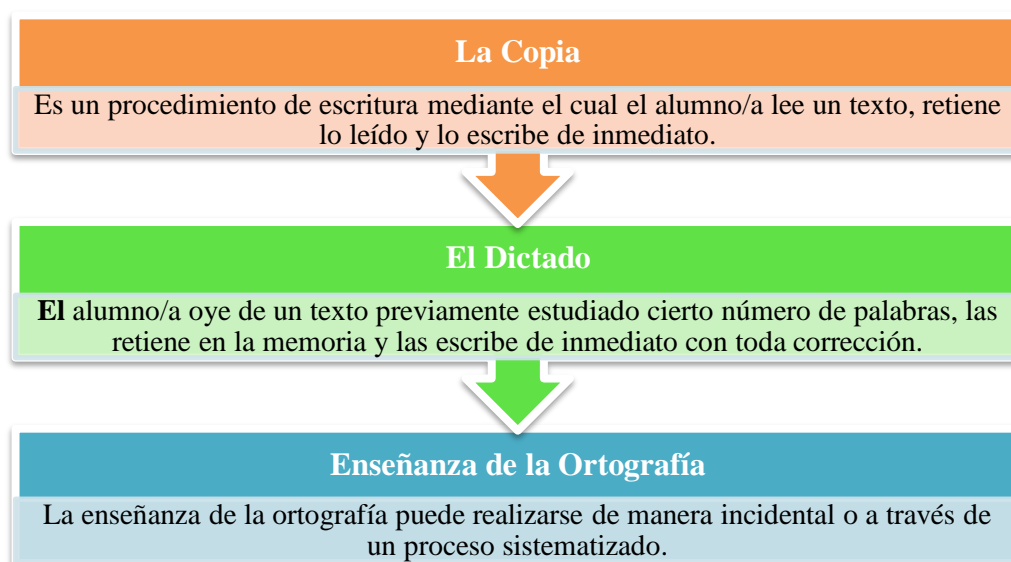 La Copia
Es un procedimiento de escritura mediante el cual el alumno/a lee un texto, retiene
lo leído y lo escribe de inmediato.
El Dictado
El alumno/a oye de un texto previamente estudiado cierto número de palabras, las
retiene en la memoria y las escribe de inmediato con toda corrección.
Enseñanza de la Ortografía
La enseñanza de la ortografía puede realizarse de manera incidental o a través de
un proceso sistematizado.